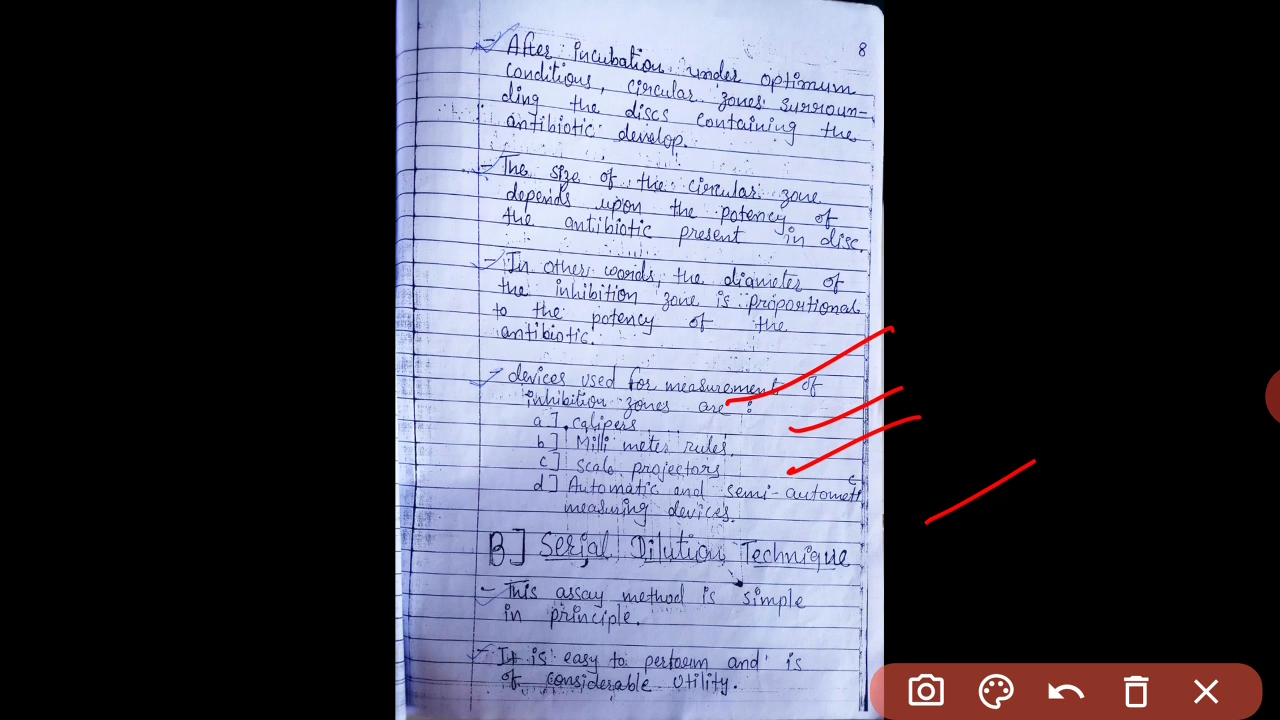 8
- After incubation under optimum
conditions, circular zones surroun-
ding the discs containing the
antibiotic develop.
- The size of the circular zone
depends upon the potency of
the antibiotic present in disc.
- In other words, the diameter of
the inhibition zone is proportional
to the potency of the
antibiotic.
- devices used for measurement of
inhibition zones are :
a] calipers
b] Milli meter rules.
c] Scale projectors
d] Automatic and semi-automatic
measuring devices.
B] Serial Dilution Technique
- This assay method is simple
in principle.
- It is easy to perform and is
of considerable utility.